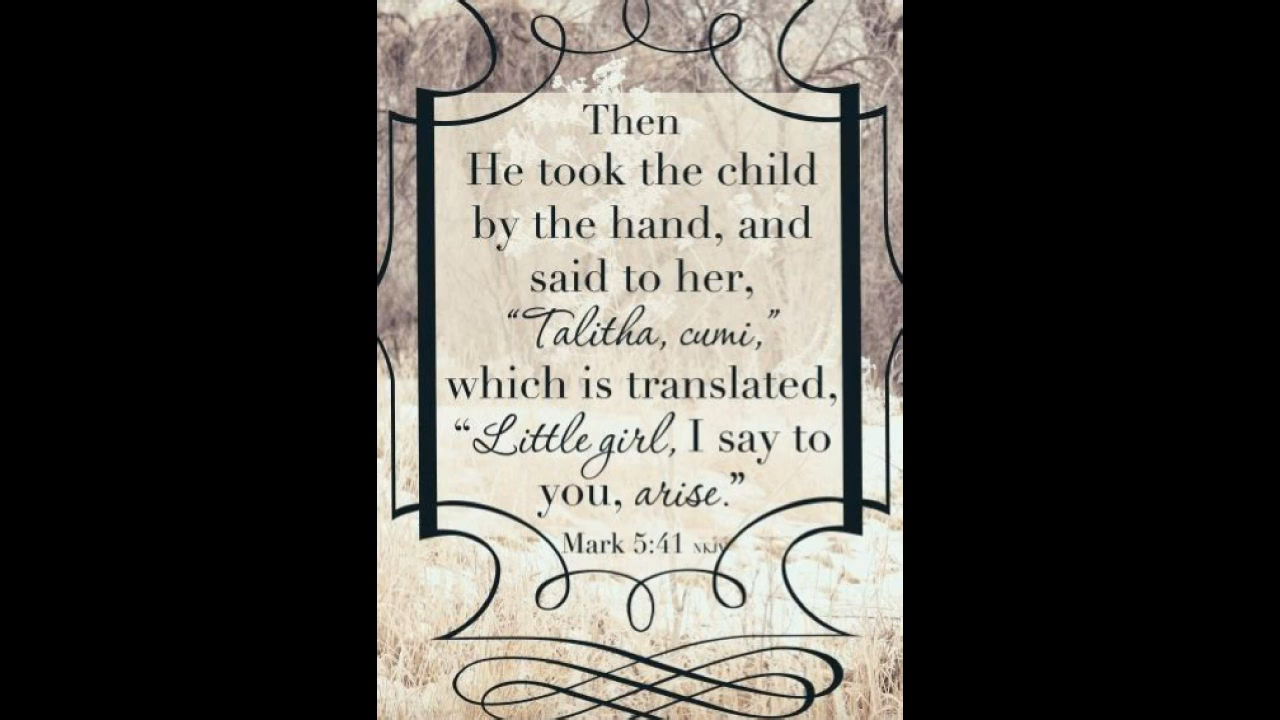 Then
He took the child
by the hand, and
said to her,
“Talitha, cumi,”
which is translated,
“Little girl, I say to
you, arise.”
Mark 5:41 NKJV